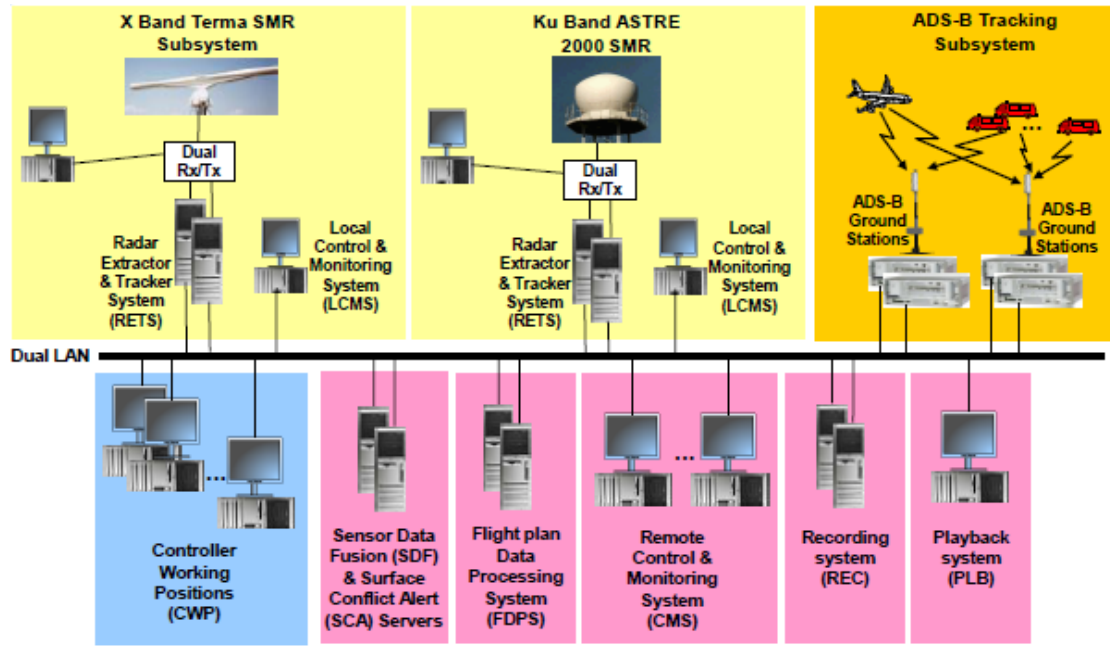 X Band Terma SMR
Subsystem
Dual
Rx/Tx
Radar
Extractor
& Tracker
System
(RETS)
Local
Control &
Monitoring
System
(LCMS)
Ku Band ASTRE
2000 SMR
Dual
Rx/Tx
Radar
Extractor
& Tracker
System
(RETS)
Local
Control &
Monitoring
System
(LCMS)
ADS-B Tracking
Subsystem
...
ADS-B
Ground
Stations
ADS-B
Ground
Stations
Dual LAN
...
Controller
Working
Positions
(CWP)
Sensor Data
Fusion (SDF)
& Surface
Conflict Alert
(SCA) Servers
Flight plan
Data
Processing
System
(FDPS)
...
Remote
Control &
Monitoring
System
(CMS)
Recording
system
(REC)
Playback
system
(PLB)